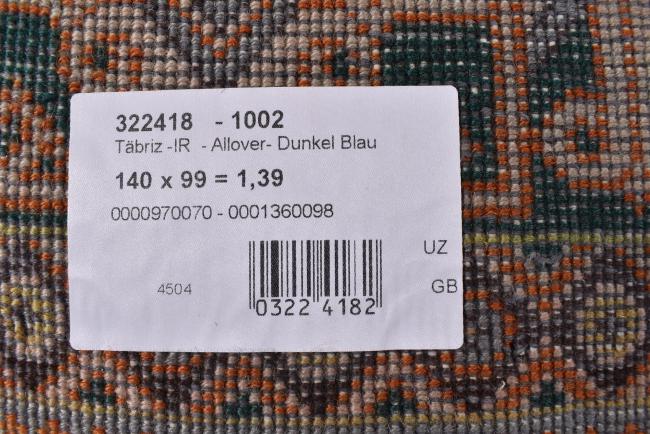 322418 - 1002
Täbriz -IR - Allover- Dunkel Blau
140 x 99 = 1,39
0000970070 - 0001360098
UZ
4504
GB
0322 4182